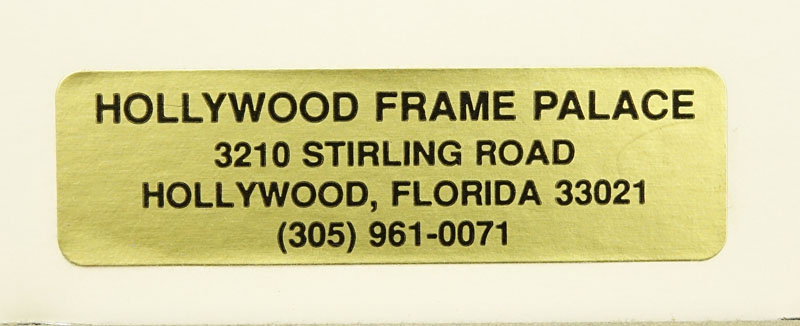 HOLLYWOOD FRAME PALACE
3210 STIRLING ROAD
HOLLYWOOD, FLORIDA 33021
(305) 961-0071